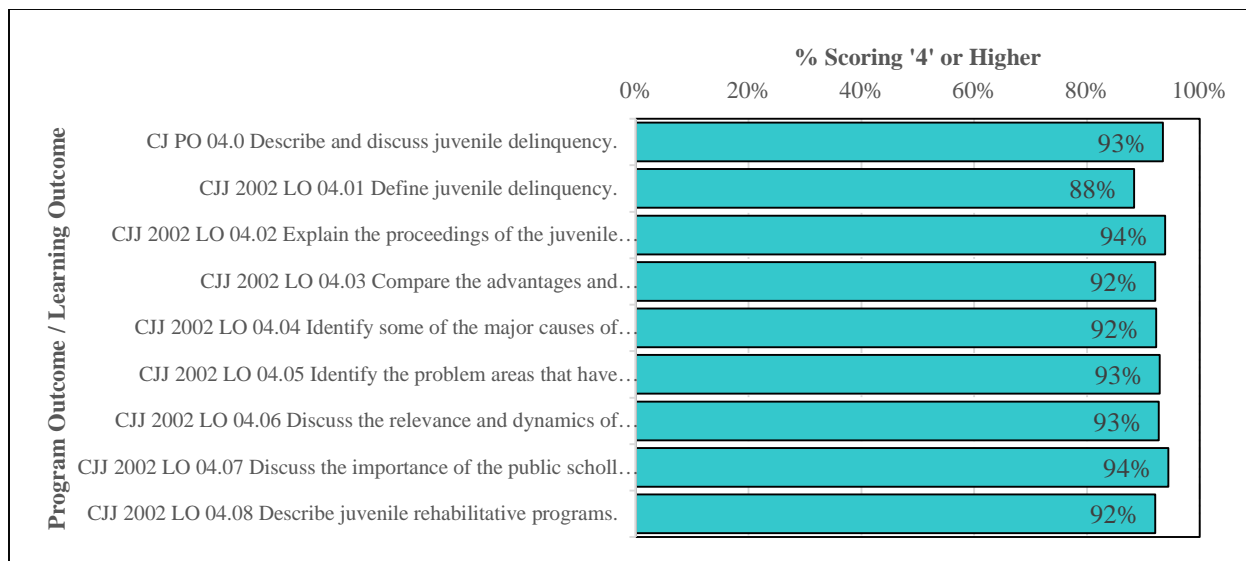 % Scoring '4' or Higher
0% 20% 40% 60% 80% 100%
Program Outcome / Learning Outcome
CJ PO 04.0 Describe and discuss juvenile delinquency. 93%
CJJ 2002 LO 04.01 Define juvenile delinquency. 88%
CJJ 2002 LO 04.02 Explain the proceedings of the juvenile… 94%
CJJ 2002 LO 04.03 Compare the advantages and… 92%
CJJ 2002 LO 04.04 Identify some of the major causes of… 92%
CJJ 2002 LO 04.05 Identify the problem areas that have… 93%
CJJ 2002 LO 04.06 Discuss the relevance and dynamics of… 93%
CJJ 2002 LO 04.07 Discuss the importance of the public scholl… 94%
CJJ 2002 LO 04.08 Describe juvenile rehabilitative programs. 92%